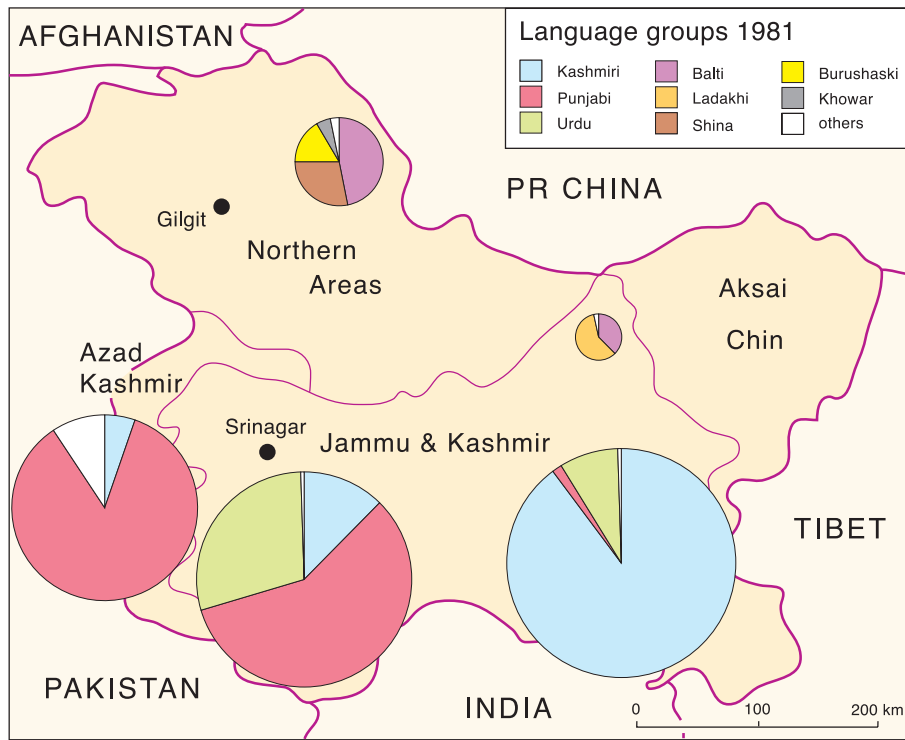 AFGHANISTAN
Language groups 1981
Kashmiri
Balti
Burushaski
Punjabi
Ladakhi
Khowar
Urdu
Shina
others
PR CHINA
Gilgit
Northern
Areas
Aksai
Chin
Azad
Kashmir
Srinagar
Jammu & Kashmir
TIBET
PAKISTAN
INDIA
0 100 200 km